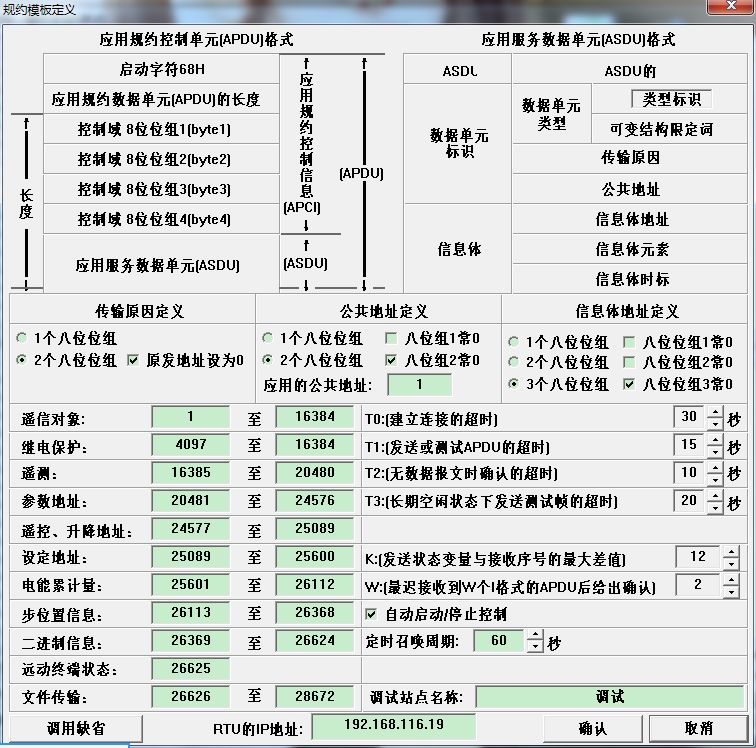 规约模板定义
应用规约控制单元(APDU)格式
应用服务数据单元(ASDU)格式
启动字符68H
应用规约数据单元(APDU)的长度
控制域 8位位组1(byte1)
控制域 8位位组2(byte2)
控制域 8位位组3(byte3)
控制域 8位位组4(byte4)
应用服务数据单元(ASDU)
长度
应用规约控制信息(APCI)
(ASDU)
(APDU)
ASDU
ASDU的
数据单元标识
数据单元类型
类型标识
可变结构限定词
传输原因
公共地址
信息体
信息体地址
信息体元素
信息体时标
传输原因定义
1个八位位组
2个八位位组 原发地址设为0
公共地址定义
1个八位位组 八位组1常0
2个八位位组 八位组2常0
应用的公共地址: 1
信息体地址定义
1个八位位组 八位位组1常0
2个八位位组 八位位组2常0
3个八位位组 八位位组3常0
遥信对象: 1 至 16384
继电保护: 4097 至 16384
遥测: 16385 至 20480
参数地址: 20481 至 24576
遥控、升降地址: 24577 至 25089
设定地址: 25089 至 25600
电能累计量: 25601 至 26112
步位置信息: 26113 至 26368
二进制信息: 26369 至 26624
远动终端状态: 26625
文件传输: 26626 至 28672
T0:(建立连接的超时) 30 秒
T1:(发送或测试APDU的超时) 15 秒
T2:(无数据报文时确认的超时) 10 秒
T3:(长期空闲状态下发送测试帧的超时) 20 秒
K:(发送状态变量与接收序号的最大差值) 12
W:(最迟接收到W个I格式的APDU后给出确认) 2
自动启动/停止控制
定时召唤周期: 60 秒
调试站点名称: 调试
调用缺省
RTU的IP地址: 192.168.116.19
确认
取消